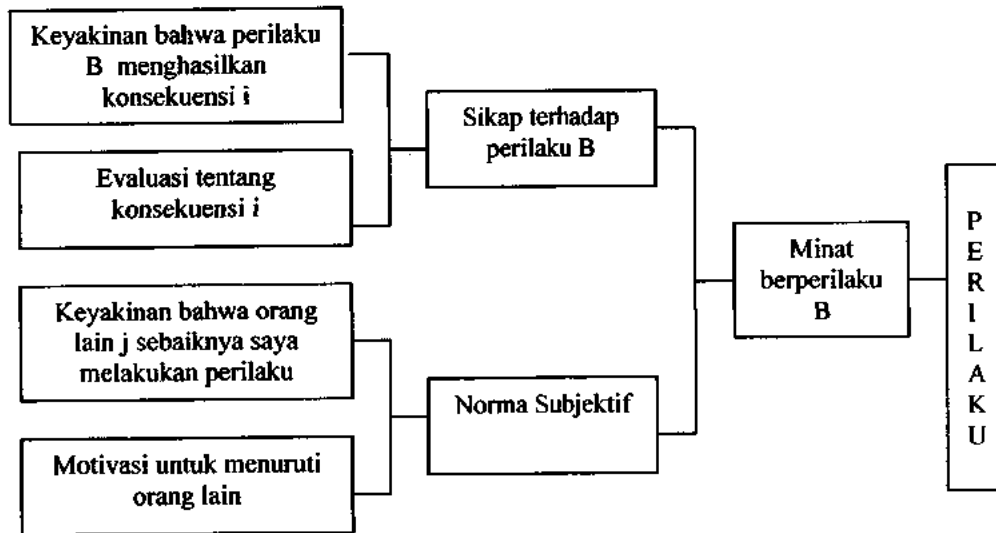 Keyakinan bahwa perilaku
B menghasilkan
konsekuensi i
Evaluasi tentang
konsekuensi i
Keyakinan bahwa orang
lain j sebaiknya saya
melakukan perilaku
Motivasi untuk menuruti
orang lain
Sikap terhadap
perilaku B
Norma Subjektif
Minat
berperilaku
B
P
E
R
I
L
A
K
U